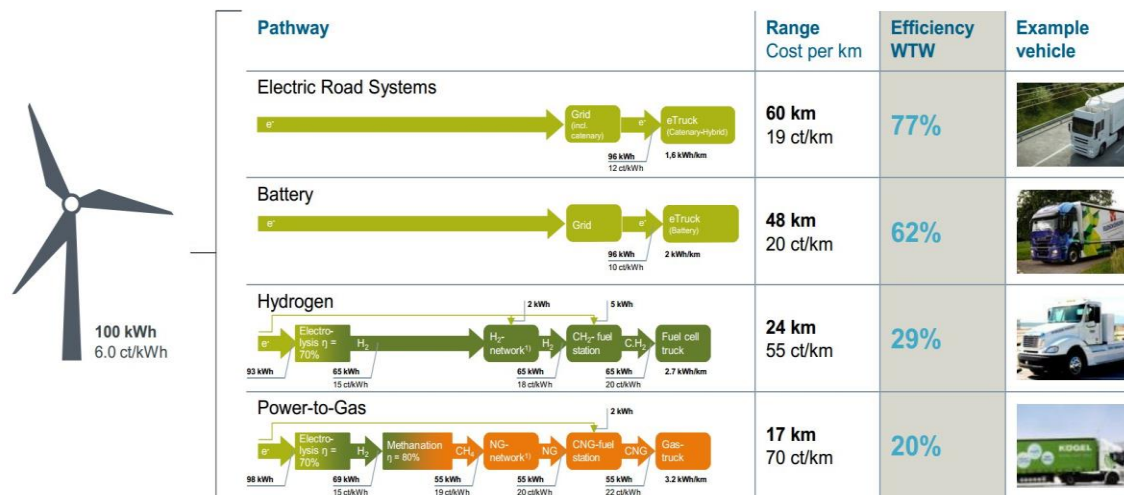 Pathway
Range
Cost per km
Efficiency
WTW
Example
vehicle
100 kWh
6.0 ct/kWh
Electric Road Systems
e-
Grid
(incl.
catenary)
e-
eTruck
(Catenary-Hybrid)
96 kWh
12 ct/kWh
1,6 kWh/km
60 km
19 ct/km
77%
Battery
e-
Grid
e-
eTruck
(Battery)
96 kWh
10 ct/kWh
2 kWh/km
48 km
20 ct/km
62%
Hydrogen
2 kWh
5 kWh
e-
Electro-
lysis η =
70%
H2
H2-
network1)
H2
CH2- fuel
station
C.H2
Fuel cell
truck
93 kWh
65 kWh
15 ct/kWh
65 kWh
18 ct/kWh
65 kWh
20 ct/kWh
2.7 kWh/km
24 km
55 ct/km
29%
Power-to-Gas
2 kWh
e-
Electro-
lysis η =
70%
H2
Methanation
η = 80%
CH4
NG-
network1)
NG
CNG-fuel
station
CNG
Gas-
truck
98 kWh
69 kWh
15 ct/kWh
55 kWh
19 ct/kWh
55 kWh
20 ct/kWh
55 kWh
22 ct/kWh
3.2 kWh/km
17 km
70 ct/km
20%
KÖGEL